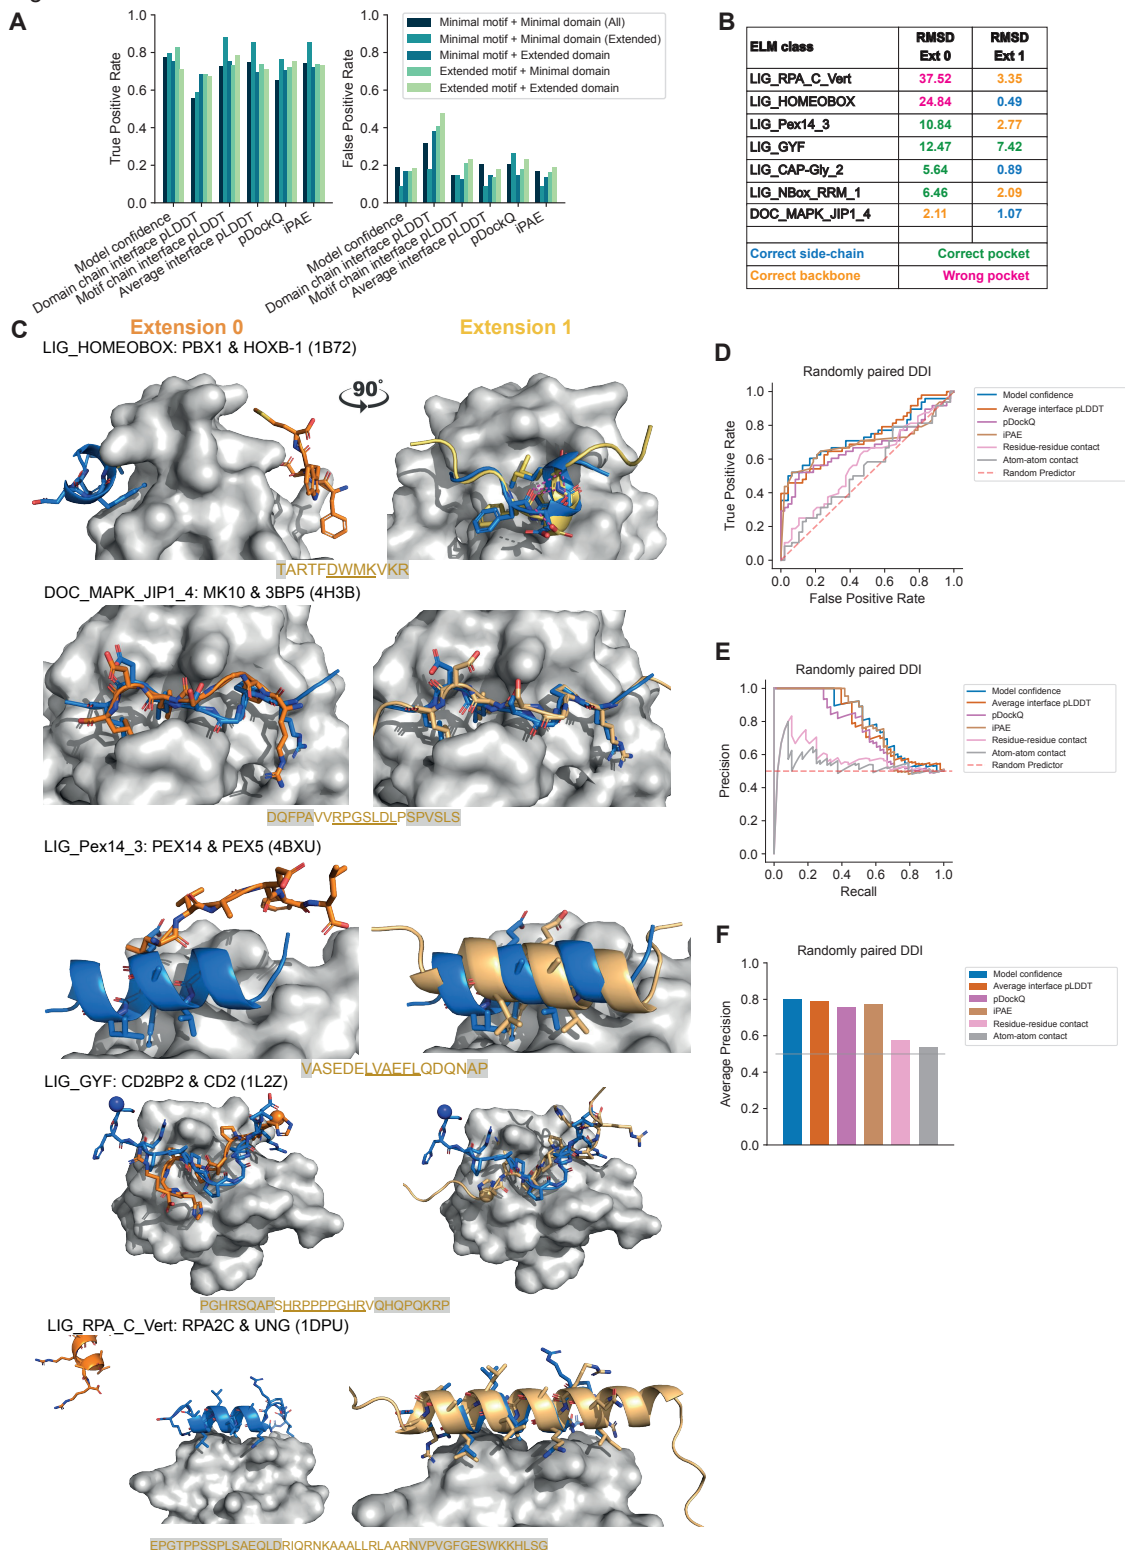 A
True Positive Rate
1.0
0.8
0.6
0.4
0.2
0.0
Model confidence
Domain chain interface pLDDT
Motif chain interface pLDDT
Average interface pLDDT
pDockQ
iPAE
False Positive Rate
1.0
0.8
0.6
0.4
0.2
0.0
Model confidence
Domain chain interface pLDDT
Motif chain interface pLDDT
Average interface pLDDT
pDockQ
iPAE
Minimal motif + Minimal domain (All)
Minimal motif + Minimal domain (Extended)
Minimal motif + Extended domain
Extended motif + Minimal domain
Extended motif + Extended domain
B
ELM class RMSD Ext 0 RMSD Ext 1
LIG_RPA_C_Vert 37.52 3.35
LIG_HOMEOBOX 24.84 0.49
LIG_Pex14_3 10.84 2.77
LIG_GYF 12.47 7.42
LIG_CAP-Gly_2 5.64 0.89
LIG_NBox_RRM_1 6.46 2.09
DOC_MAPK_JIP1_4 2.11 1.07
Correct side-chain Correct pocket
Correct backbone Wrong pocket
C
Extension 0 Extension 1
LIG_HOMEOBOX: PBX1 & HOXB-1 (1B72)
90°
TARTFDWMKVKR
DOC_MAPK_JIP1_4: MK10 & 3BP5 (4H3B)
DQFPAVVRPGSLDLPSPVSLS
LIG_Pex14_3: PEX14 & PEX5 (4BXU)
VASEDELVAEFLQDQNAP
LIG_GYF: CD2BP2 & CD2 (1L2Z)
PGHRSQAPSHRPPPPGHRVQHQPQKRP
LIG_RPA_C_Vert: RPA2C & UNG (1DPU)
EPGTPPSSPLSAEQLDRIQRNKAAALLRLAARNVPVGFGESWKKHLSG
D
Randomly paired DDI
True Positive Rate
1.0
0.8
0.6
0.4
0.2
0.0
0.0 0.2 0.4 0.6 0.8 1.0
False Positive Rate
Model confidence
Average interface pLDDT
pDockQ
iPAE
Residue-residue contact
Atom-atom contact
Random Predictor
E
Randomly paired DDI
Precision
1.0
0.8
0.6
0.4
0.2
0.0
0.0 0.2 0.4 0.6 0.8 1.0
Recall
Model confidence
Average interface pLDDT
pDockQ
iPAE
Residue-residue contact
Atom-atom contact
Random Predictor
F
Randomly paired DDI
Average Precision
1.0
0.8
0.6
0.4
0.2
0.0
Model confidence
Average interface pLDDT
pDockQ
iPAE
Residue-residue contact
Atom-atom contact